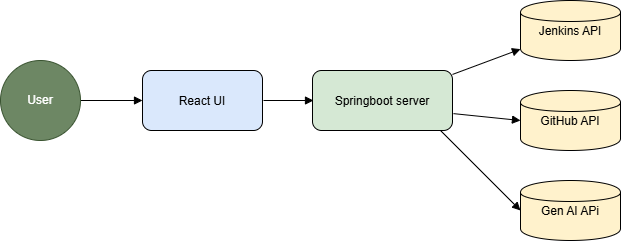 User
React UI
Springboot server
Jenkins API
GitHub API
Gen AI APi